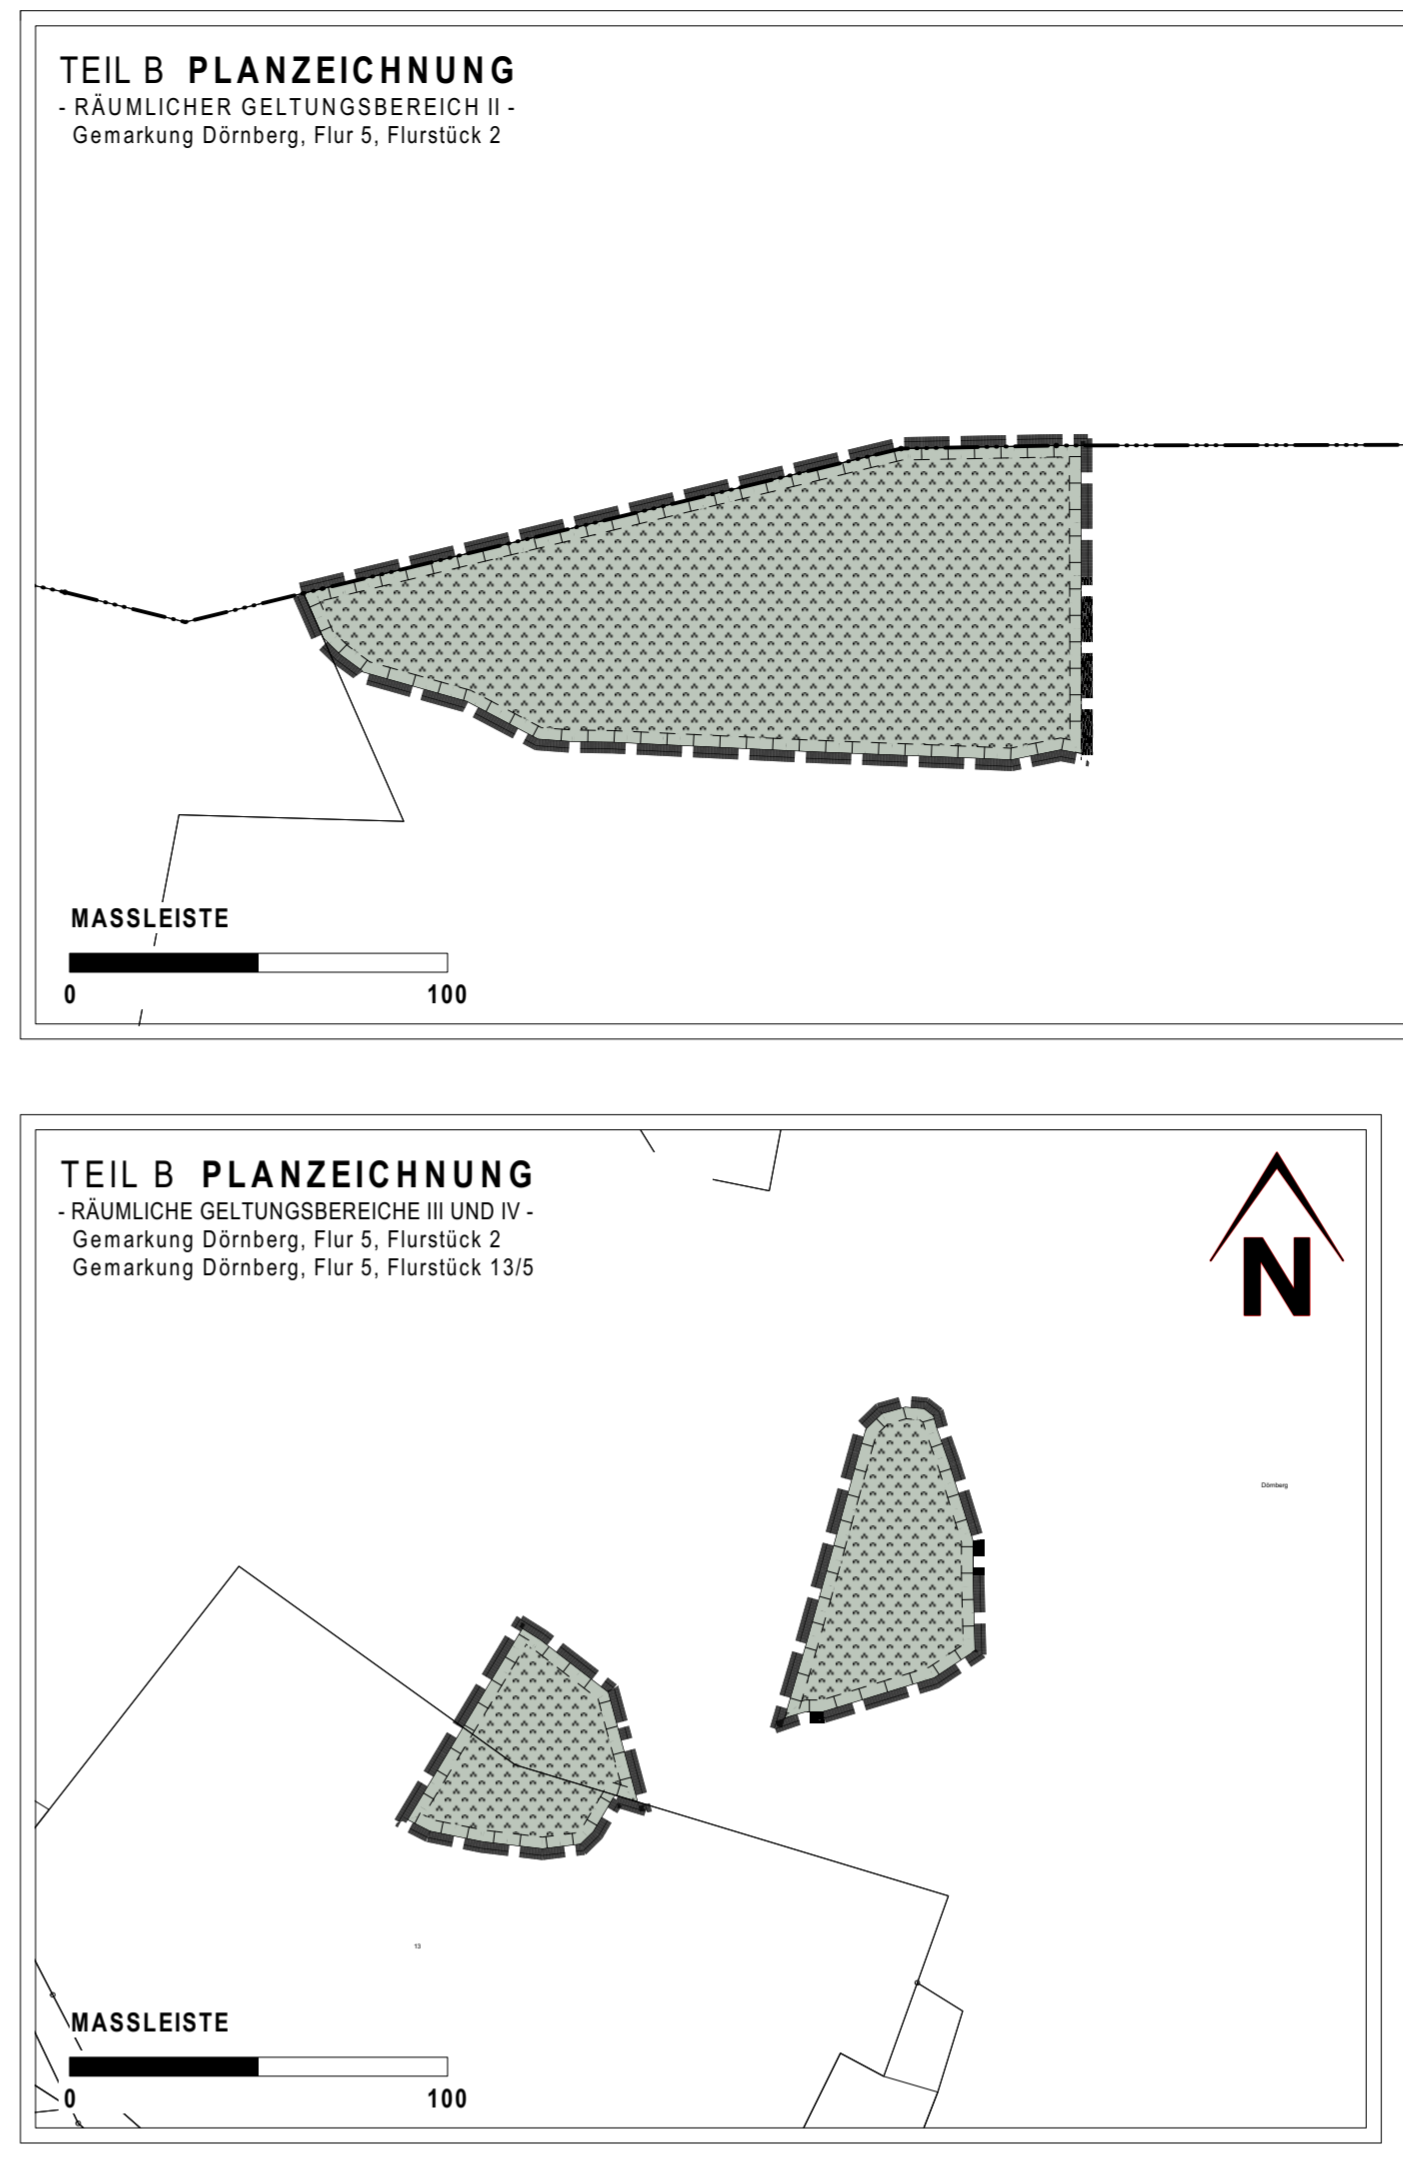 TEIL B PLANZEICHNUNG
- RÄUMLICHER GELTUNGSBEREICH II -
Gemarkung Dörnberg, Flur 5, Flurstück 2
MASSLEISTE
0 100
TEIL B PLANZEICHNUNG
- RÄUMLICHE GELTUNGSBEREICHE III UND IV -
Gemarkung Dörnberg, Flur 5, Flurstück 2
Gemarkung Dörnberg, Flur 5, Flurstück 13/5
N
Dörnberg
13
MASSLEISTE
0 100